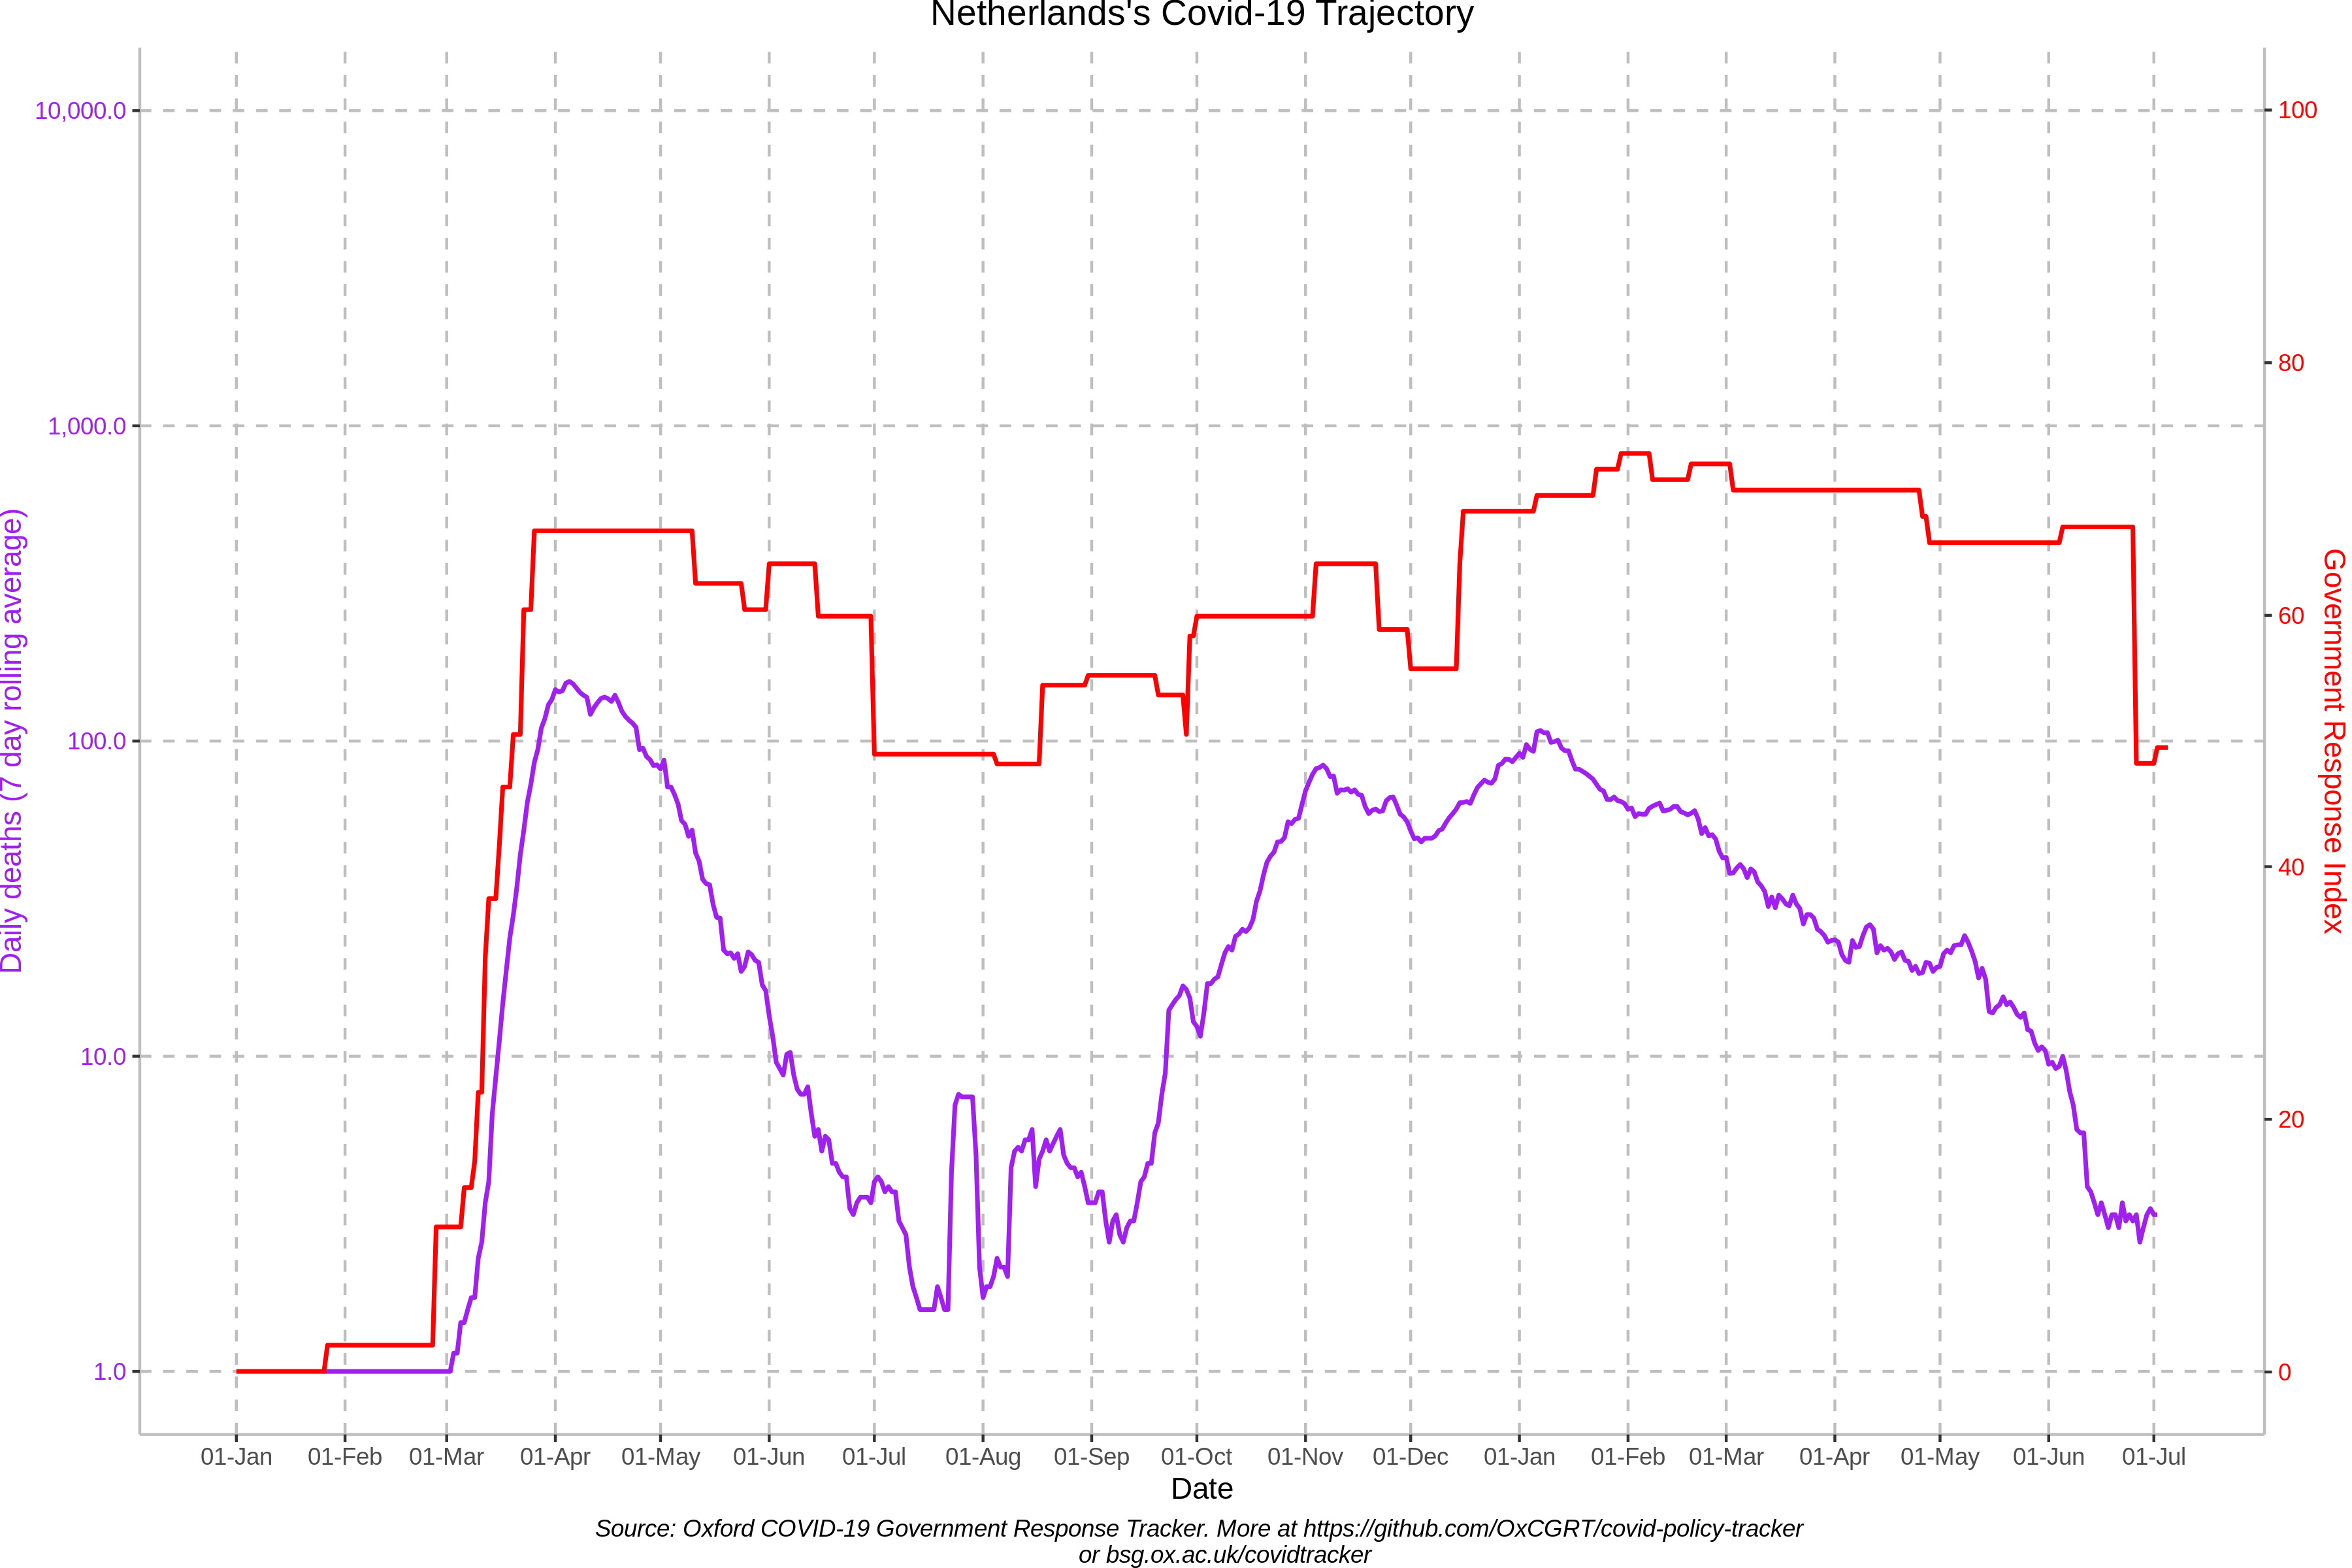 Netherlands's Covid-19 Trajectory
10,000.0
1,000.0
100.0
10.0
1.0
Daily deaths (7 day rolling average)
100
80
60
40
20
0
Government Response Index
01-Jan 01-Feb 01-Mar 01-Apr 01-May 01-Jun 01-Jul 01-Aug 01-Sep 01-Oct 01-Nov 01-Dec 01-Jan 01-Feb 01-Mar 01-Apr 01-May 01-Jun 01-Jul
Date
Source: Oxford COVID-19 Government Response Tracker. More at https://github.com/OxCGRT/covid-policy-tracker
or bsg.ox.ac.uk/covidtracker